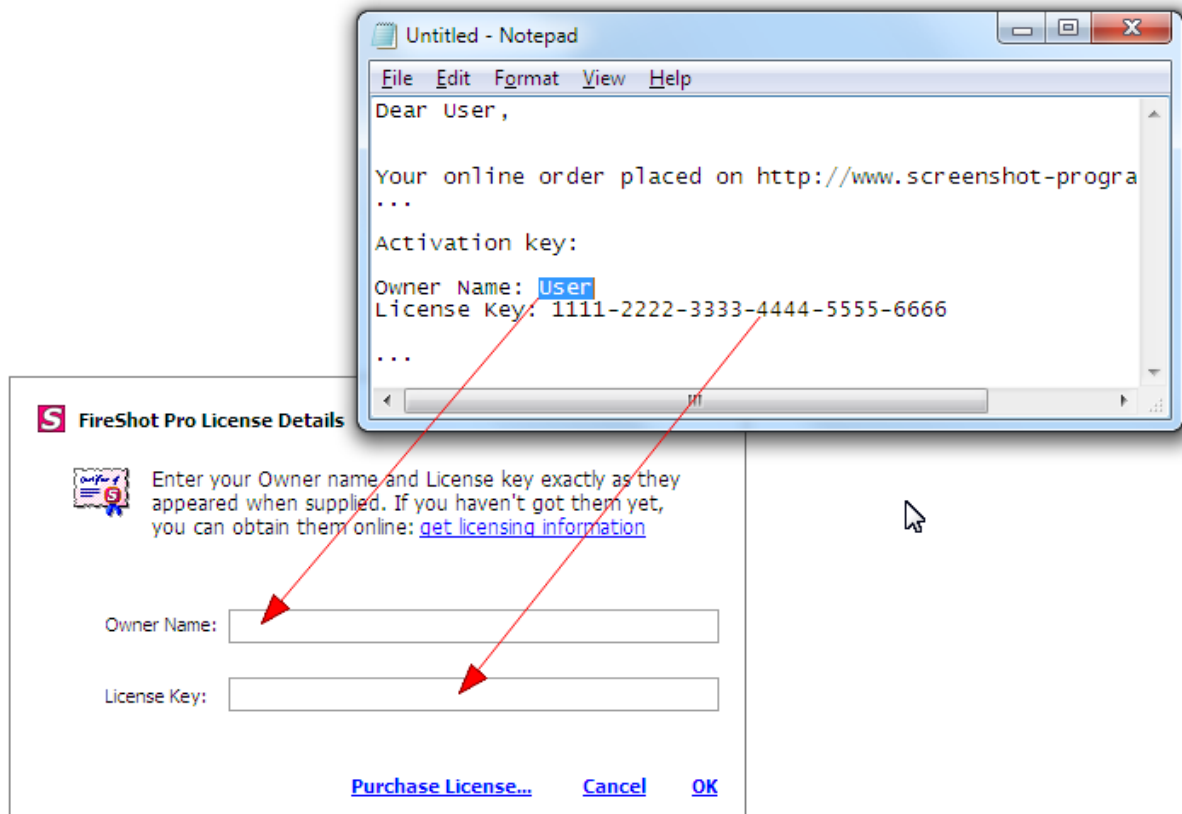 Untitled - Notepad
File Edit Format View Help
Dear User,
Your online order placed on http://www.screenshot-progra
...
Activation key:
Owner Name: User
License Key: 1111-2222-3333-4444-5555-6666
...
S FireShot Pro License Details
Enter your Owner name and License key exactly as they
appeared when supplied. If you haven't got them yet,
you can obtain them online: get licensing information
Owner Name:
License Key:
Purchase License... Cancel OK